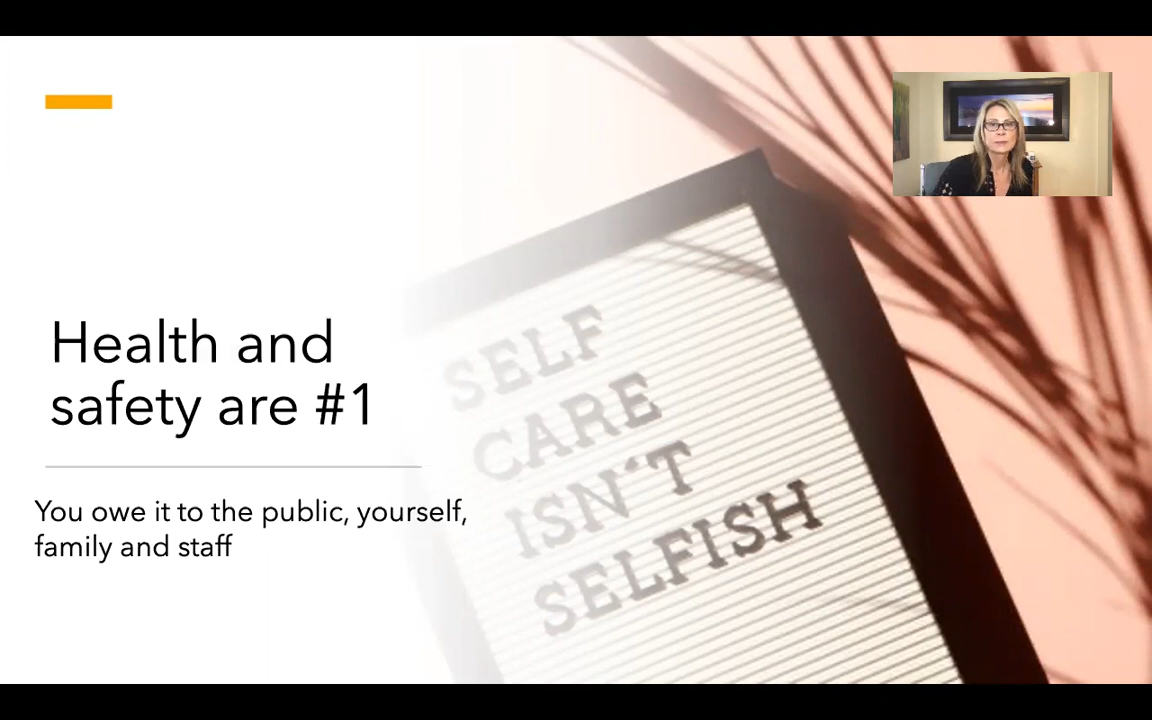 Health and
safety are #1
You owe it to the public, yourself,
family and staff
SELF
CARE
ISN´T
SELFISH